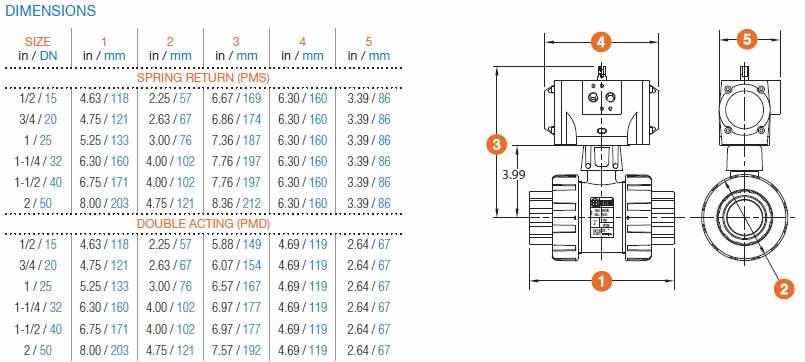 DIMENSIONS
SIZE 1 2 3 4 5
in / DN in / mm in / mm in / mm in / mm in / mm
SPRING RETURN (PMS)
1/2 / 15 4.63 / 118 2.25 / 57 6.67 / 169 6.30 / 160 3.39 / 86
3/4 / 20 4.75 / 121 2.63 / 67 6.86 / 174 6.30 / 160 3.39 / 86
1 / 25 5.25 / 133 3.00 / 76 7.36 / 187 6.30 / 160 3.39 / 86
1-1/4 / 32 6.30 / 160 4.00 / 102 7.76 / 197 6.30 / 160 3.39 / 86
1-1/2 / 40 6.75 / 171 4.00 / 102 7.76 / 197 6.30 / 160 3.39 / 86
2 / 50 8.00 / 203 4.75 / 121 8.36 / 212 6.30 / 160 3.39 / 86
DOUBLE ACTING (PMD)
1/2 / 15 4.63 / 118 2.25 / 57 5.88 / 149 4.69 / 119 2.64 / 67
3/4 / 20 4.75 / 121 2.63 / 67 6.07 / 154 4.69 / 119 2.64 / 67
1 / 25 5.25 / 133 3.00 / 76 6.57 / 167 4.69 / 119 2.64 / 67
1-1/4 / 32 6.30 / 160 4.00 / 102 6.97 / 177 4.69 / 119 2.64 / 67
1-1/2 / 40 6.75 / 171 4.00 / 102 6.97 / 177 4.69 / 119 2.64 / 67
2 / 50 8.00 / 203 4.75 / 121 7.57 / 192 4.69 / 119 2.64 / 67
4
5
3
3.99
1
2